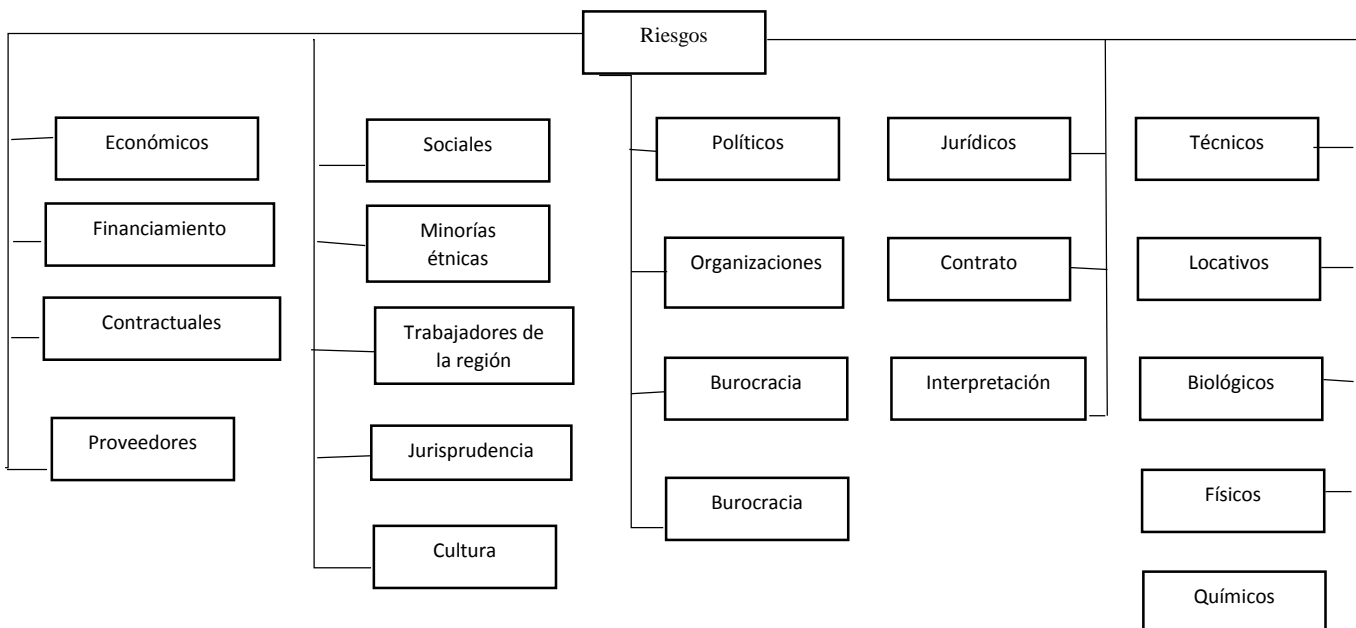 Riesgos
Económicos
Financiamiento
Contractuales
Proveedores
Sociales
Minorías
étnicas
Trabajadores de
la región
Jurisprudencia
Cultura
Políticos
Organizaciones
Burocracia
Burocracia
Jurídicos
Contrato
Interpretación
Técnicos
Locativos
Biológicos
Físicos
Químicos